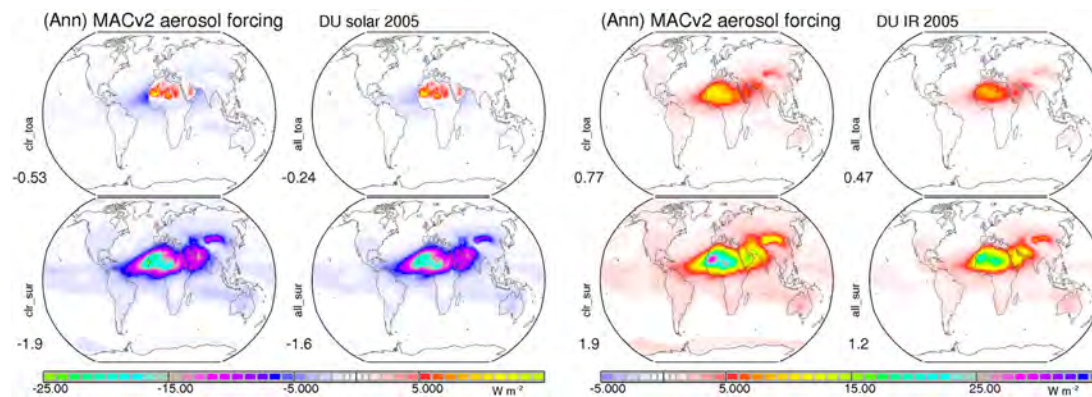 (Ann) MACv2 aerosol forcing DU solar 2005
clr_toa
-0.53
all_toa
-0.24
clr_sur
-1.9
all_sur
-1.6
-25.00 -15.00 -5.000 5.000 W m⁻²
(Ann) MACv2 aerosol forcing DU IR 2005
clr_toa
0.77
all_toa
0.47
clr_sur
1.9
all_sur
1.2
-5.000 5.000 15.00 25.00 W m⁻²